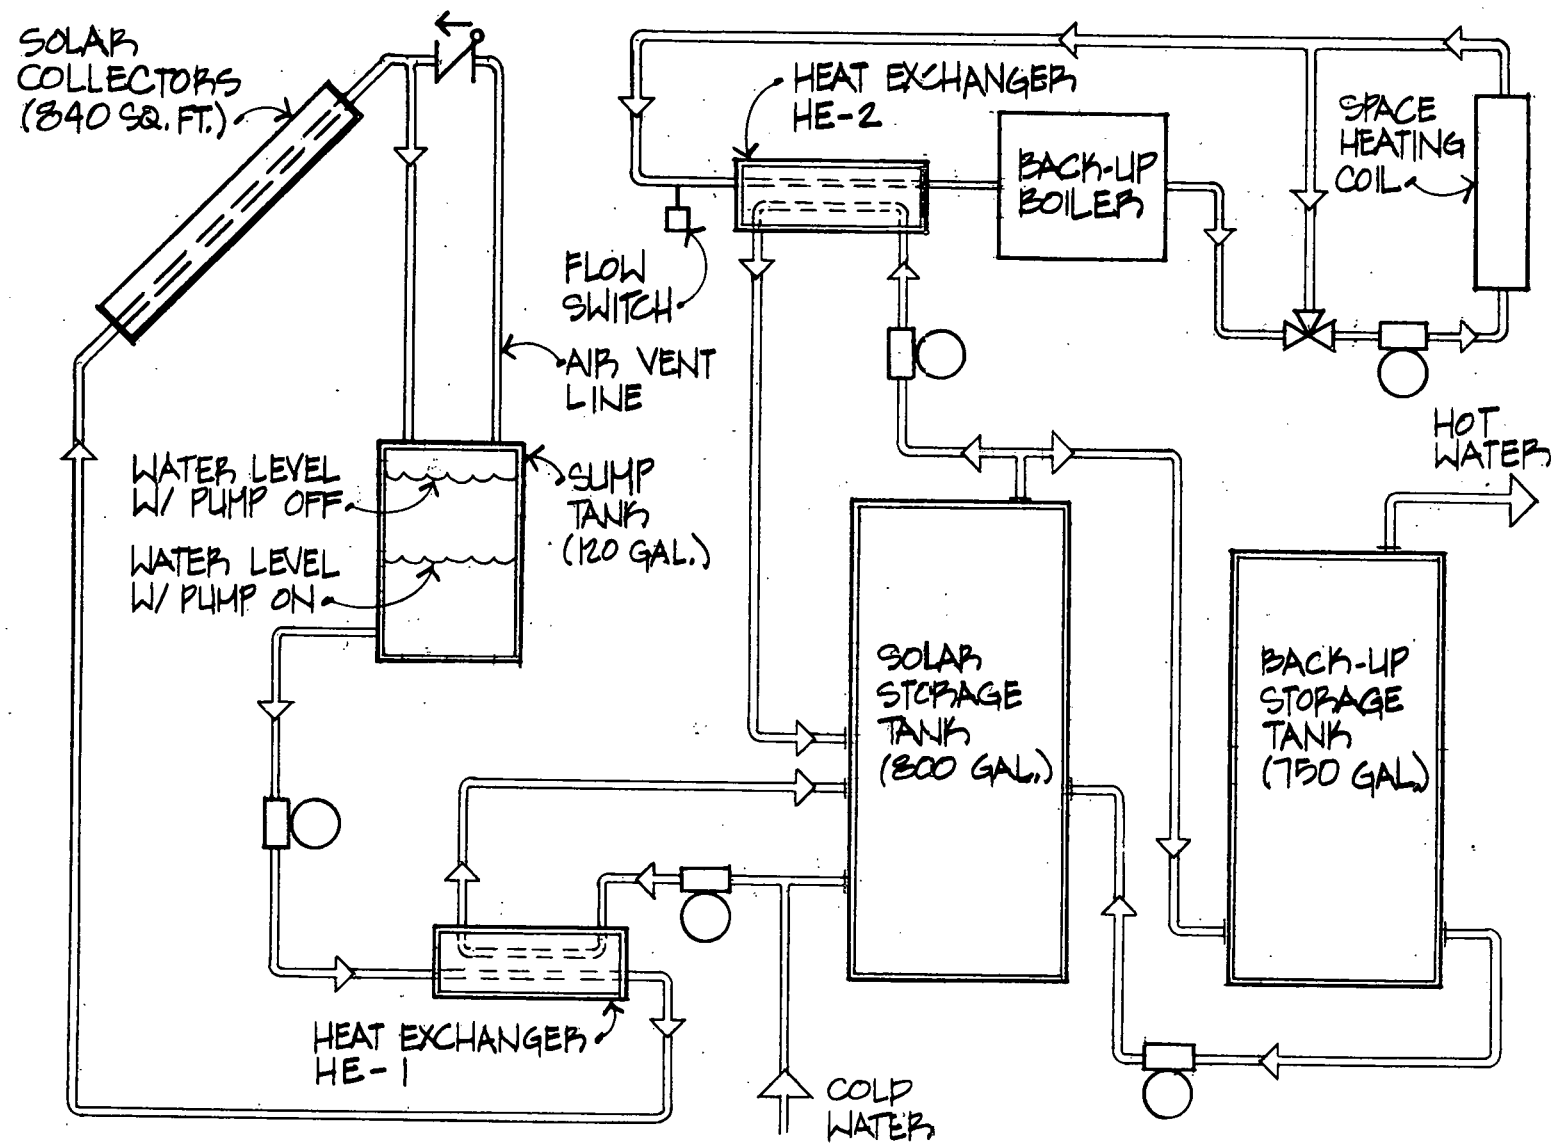 SOLAR
COLLECTORS
(840 SQ. FT.)
HEAT EXCHANGER
HE-2
BACK-UP
BOILER
SPACE
HEATING
COIL
FLOW
SWITCH
AIR VENT
LINE
HOT
WATER
WATER LEVEL
W/ PUMP OFF
SUMP
TANK
(120 GAL.)
WATER LEVEL
W/ PUMP ON
SOLAR
STORAGE
TANK
(800 GAL.)
BACK-UP
STORAGE
TANK
(750 GAL.)
HEAT EXCHANGER
HE-1
COLD
WATER